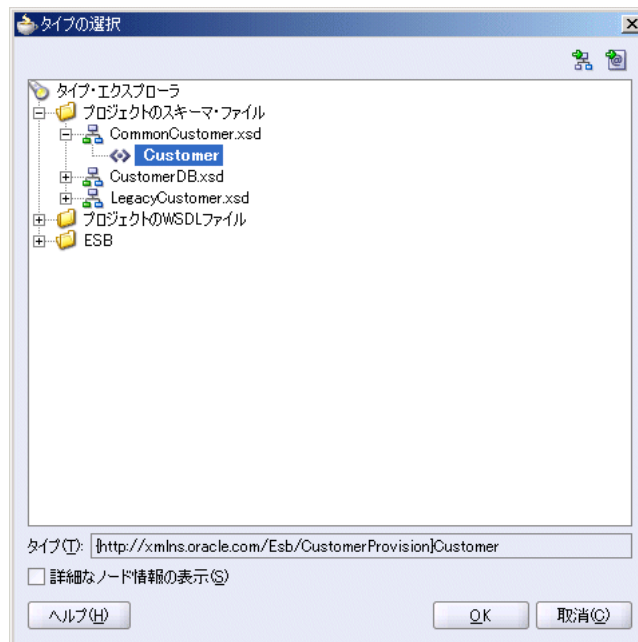 タイプの選択
タイプ・エクスプローラ
プロジェクトのスキーマ・ファイル
CommonCustomer.xsd
Customer
CustomerDB.xsd
LegacyCustomer.xsd
プロジェクトのWSDLファイル
ESB
タイプ(T): {http://xmlns.oracle.com/Esb/CustomerProvision}Customer
詳細なノード情報の表示(S)
ヘルプ(H) OK 取消(C)